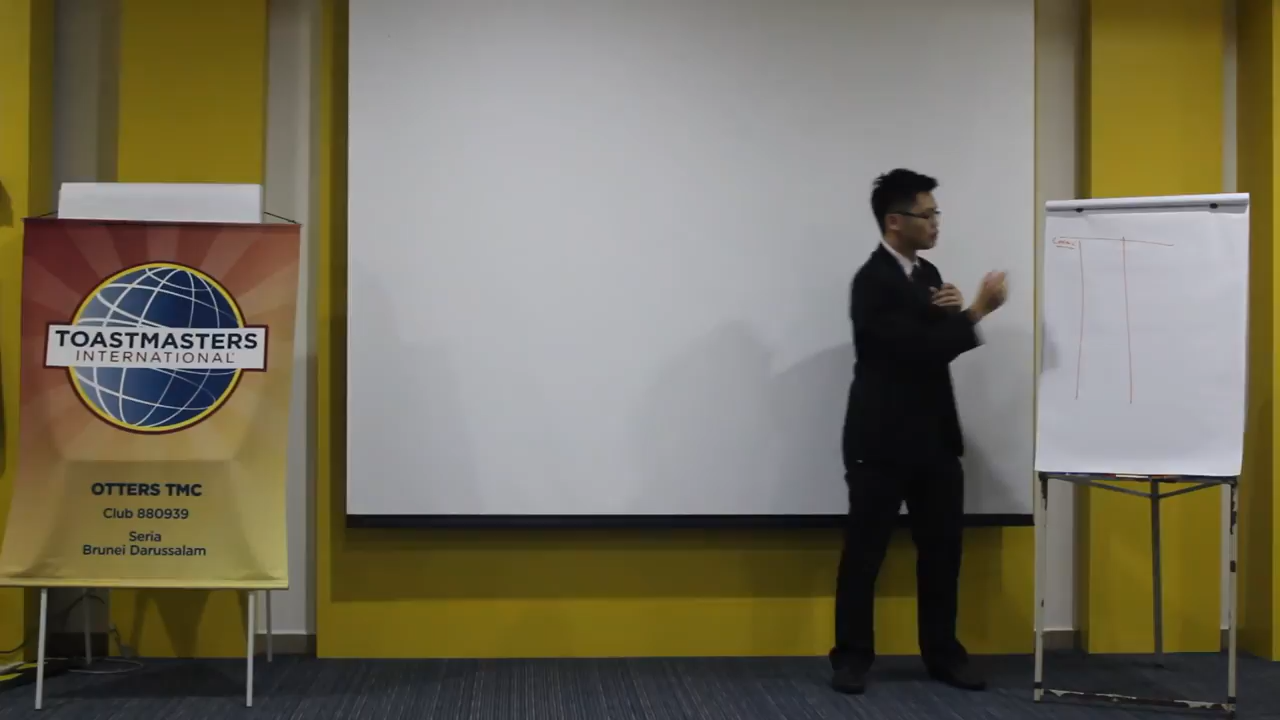 TOASTMASTERS
INTERNATIONAL
OTTERS TMC
Club 880939
Seria
Brunei Darussalam